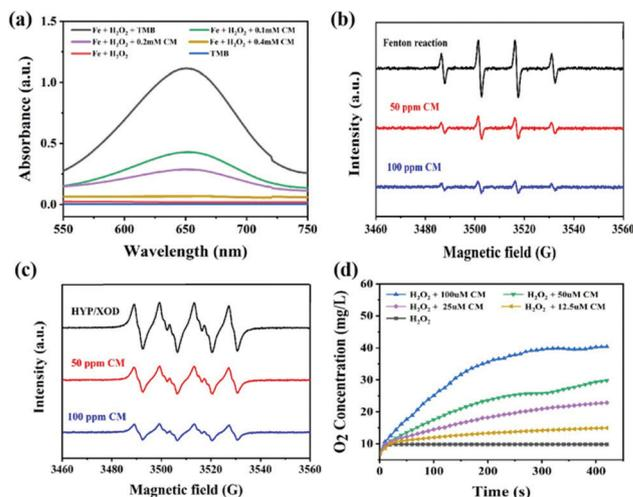 (a)
Fe + H₂O₂ + TMB
Fe + H₂O₂ + 0.1mM CM
Fe + H₂O₂ + 0.2mM CM
Fe + H₂O₂ + 0.4mM CM
Fe + H₂O₂
TMB
Absorbance (a.u.)
1.5
1.0
0.5
0.0
550
600
650
700
750
Wavelength (nm)
(b)
Fenton reaction
50 ppm CM
100 ppm CM
Intensity (a.u.)
3460
3480
3500
3520
3540
3560
Magnetic field (G)
(c)
HYP/XOD
50 ppm CM
100 ppm CM
Intensity (a.u.)
3460
3480
3500
3520
3540
3560
Magnetic field (G)
(d)
H₂O₂ + 100uM CM
H₂O₂ + 50uM CM
H₂O₂ + 25uM CM
H₂O₂ + 12.5uM CM
H₂O₂
O2 Concentration (mg/L)
60
50
40
30
20
10
0
100
200
300
400
Time (s)